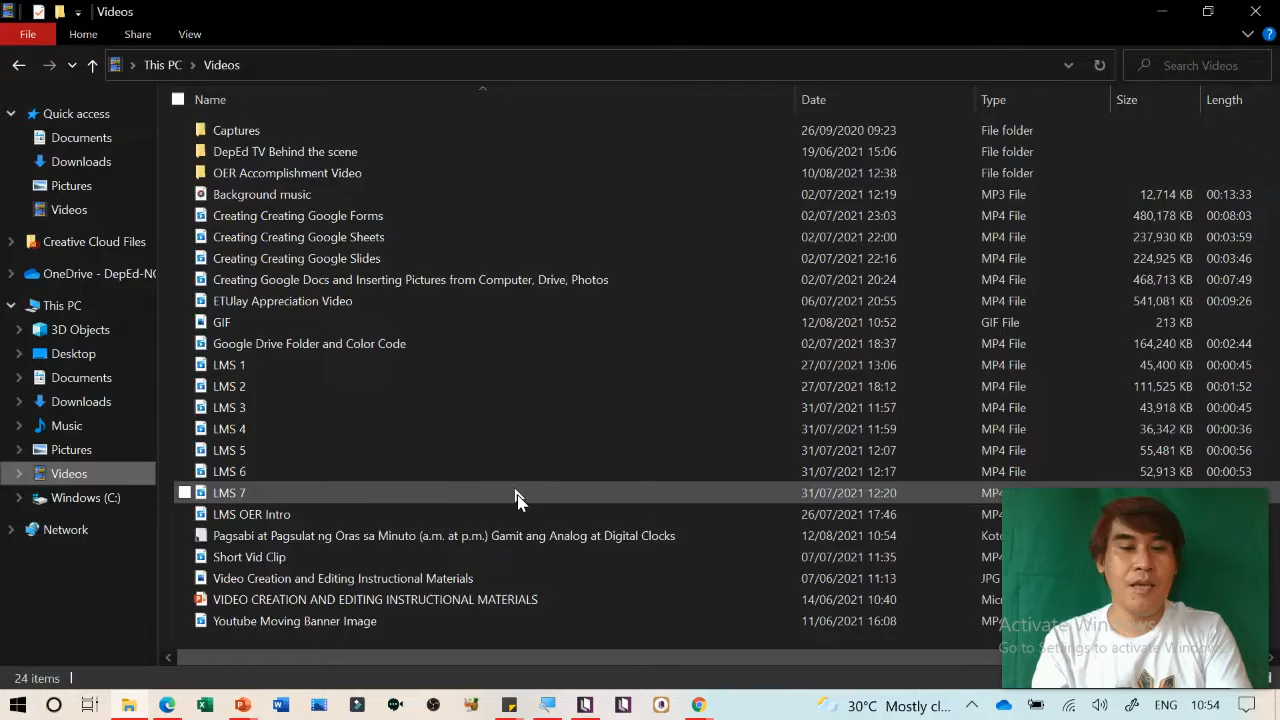 Videos
File Home Share View
This PC Videos Search Videos
Name Date Type Size Length
Quick access
Documents
Downloads
Pictures
Videos
Creative Cloud Files
OneDrive - DepEd-NC
This PC
3D Objects
Desktop
Documents
Downloads
Music
Pictures
Videos
Windows (C:)
Network
Captures 26/09/2020 09:23 File folder
DepEd TV Behind the scene 19/06/2021 15:06 File folder
OER Accomplishment Video 10/08/2021 12:38 File folder
Background music 02/07/2021 12:19 MP3 File 12,714 KB 00:13:33
Creating Creating Google Forms 02/07/2021 23:03 MP4 File 480,178 KB 00:08:03
Creating Creating Google Sheets 02/07/2021 22:00 MP4 File 237,930 KB 00:03:59
Creating Creating Google Slides 02/07/2021 22:16 MP4 File 224,925 KB 00:03:46
Creating Google Docs and Inserting Pictures from Computer, Drive, Photos 02/07/2021 20:24 MP4 File 468,713 KB 00:07:49
ETUlay Appreciation Video 06/07/2021 20:55 MP4 File 541,081 KB 00:09:26
GIF 12/08/2021 10:52 GIF File 213 KB
Google Drive Folder and Color Code 02/07/2021 18:37 MP4 File 164,240 KB 00:02:44
LMS 1 27/07/2021 13:06 MP4 File 45,400 KB 00:00:45
LMS 2 27/07/2021 18:12 MP4 File 111,525 KB 00:01:52
LMS 3 31/07/2021 11:57 MP4 File 43,918 KB 00:00:45
LMS 4 31/07/2021 11:59 MP4 File 36,342 KB 00:00:36
LMS 5 31/07/2021 12:07 MP4 File 55,481 KB 00:00:56
LMS 6 31/07/2021 12:17 MP4 File 52,913 KB 00:00:53
LMS 7 31/07/2021 12:20 MP4
LMS OER Intro 26/07/2021 17:46 MP4
Pagsabi at Pagsulat ng Oras sa Minuto (a.m. at p.m.) Gamit ang Analog at Digital Clocks 12/08/2021 10:54 Koto
Short Vid Clip 07/07/2021 11:35 MP4
Video Creation and Editing Instructional Materials 07/06/2021 11:13 JPG
VIDEO CREATION AND EDITING INSTRUCTIONAL MATERIALS 14/06/2021 10:40 Micr
Youtube Moving Banner Image 11/06/2021 16:08 MP4
Activate Windows
Go to Settings to activate Windows.
24 items
30°C Mostly cl... 10:54